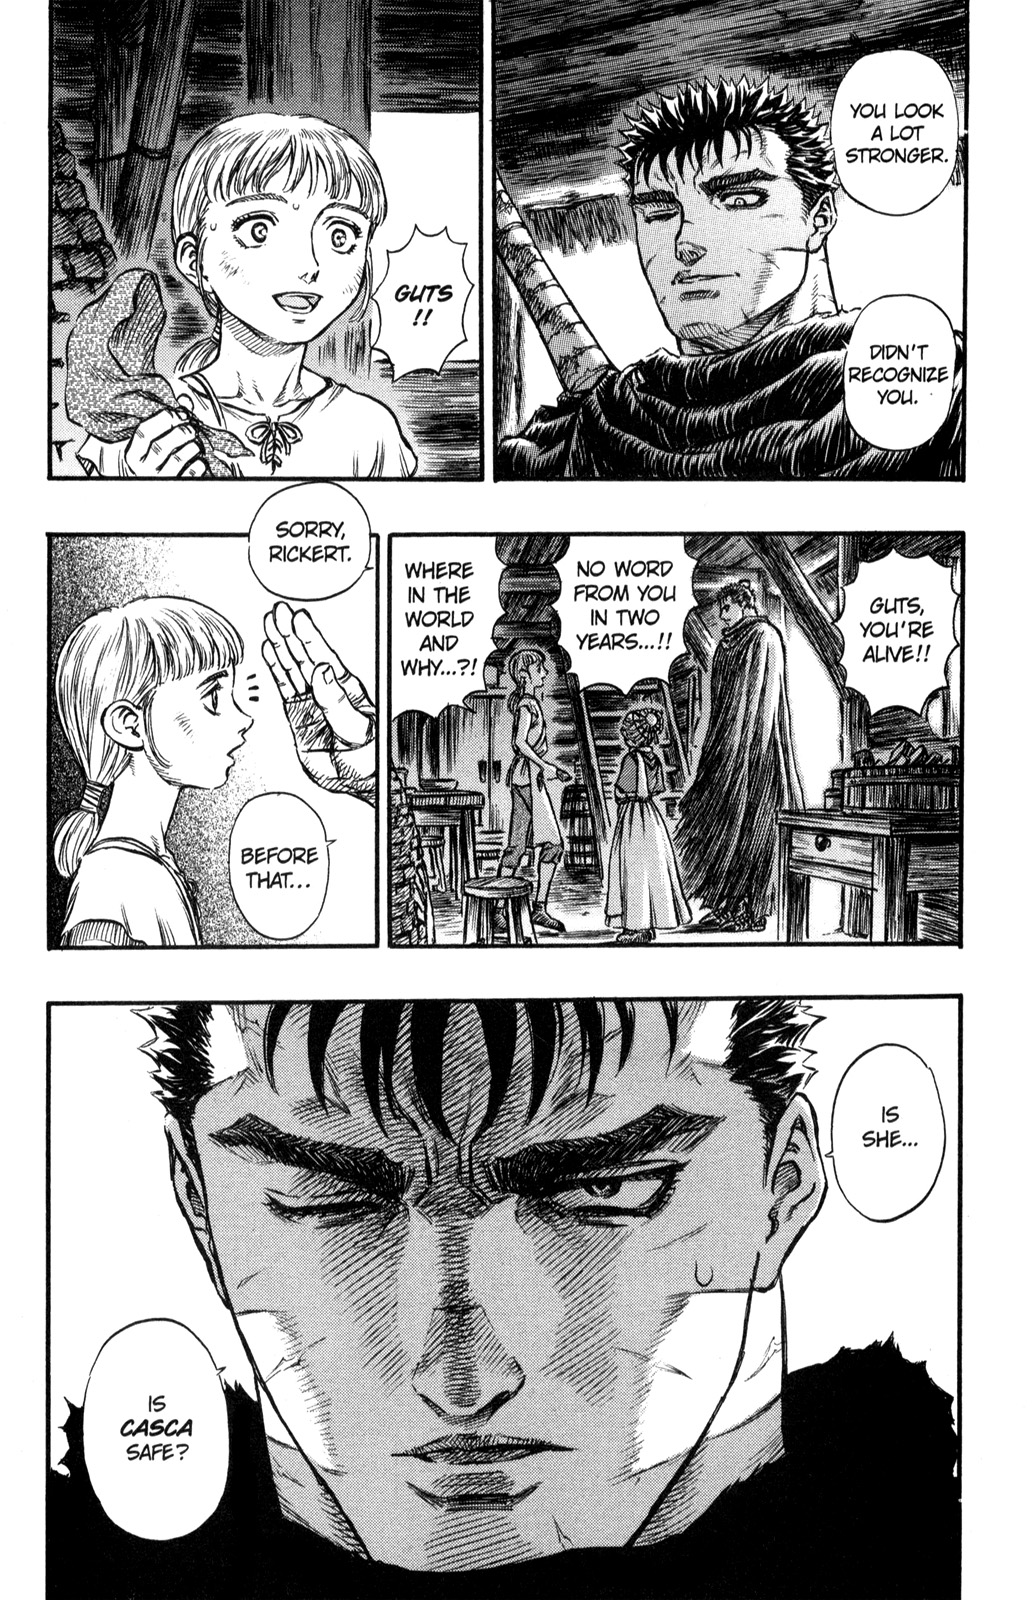 YOU LOOK
A LOT
STRONGER.
DIDN'T
RECOGNIZE
YOU.
GUTS
!!
GUTS,
YOU'RE
ALIVE!!
NO WORD
FROM YOU
IN TWO
YEARS...!!
WHERE
IN THE
WORLD
AND
WHY...?!
SORRY,
RICKERT.
BEFORE
THAT...
IS
SHE...
IS
CASCA
SAFE?